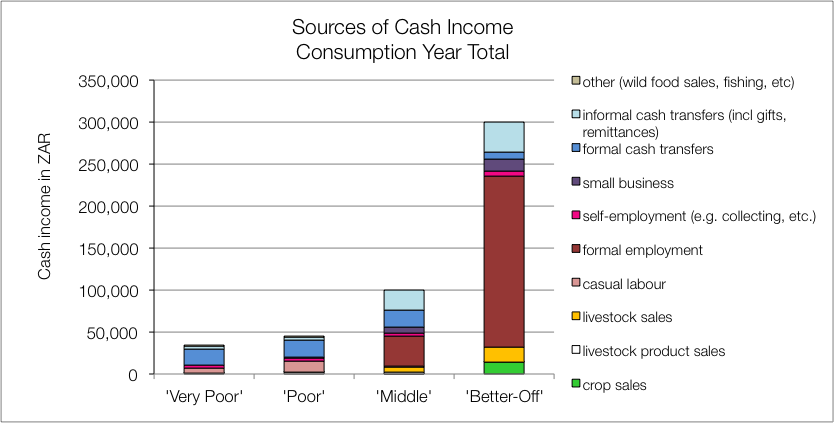 Sources of Cash Income
Consumption Year Total
Cash income in ZAR
350,000
300,000
250,000
200,000
150,000
100,000
50,000
0
'Very Poor'
'Poor'
'Middle'
'Better-Off'
other (wild food sales, fishing, etc)
informal cash transfers (incl gifts,
remittances)
formal cash transfers
small business
self-employment (e.g. collecting, etc.)
formal employment
casual labour
livestock sales
livestock product sales
crop sales